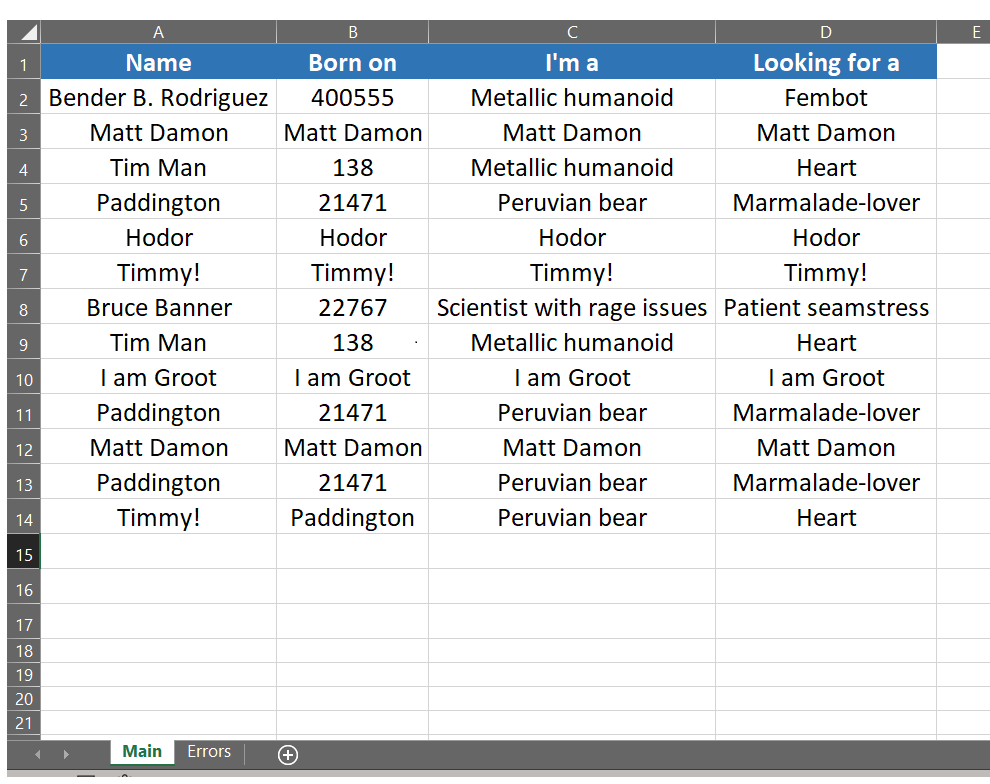 A B C D E
1 Name Born on I'm a Looking for a
2 Bender B. Rodriguez 400555 Metallic humanoid Fembot
3 Matt Damon Matt Damon Matt Damon Matt Damon
4 Tim Man 138 Metallic humanoid Heart
5 Paddington 21471 Peruvian bear Marmalade-lover
6 Hodor Hodor Hodor Hodor
7 Timmy! Timmy! Timmy! Timmy!
8 Bruce Banner 22767 Scientist with rage issues Patient seamstress
9 Tim Man 138 Metallic humanoid Heart
10 I am Groot I am Groot I am Groot I am Groot
11 Paddington 21471 Peruvian bear Marmalade-lover
12 Matt Damon Matt Damon Matt Damon Matt Damon
13 Paddington 21471 Peruvian bear Marmalade-lover
14 Timmy! Paddington Peruvian bear Heart
15
16
17
18
19
20
21
Main Errors